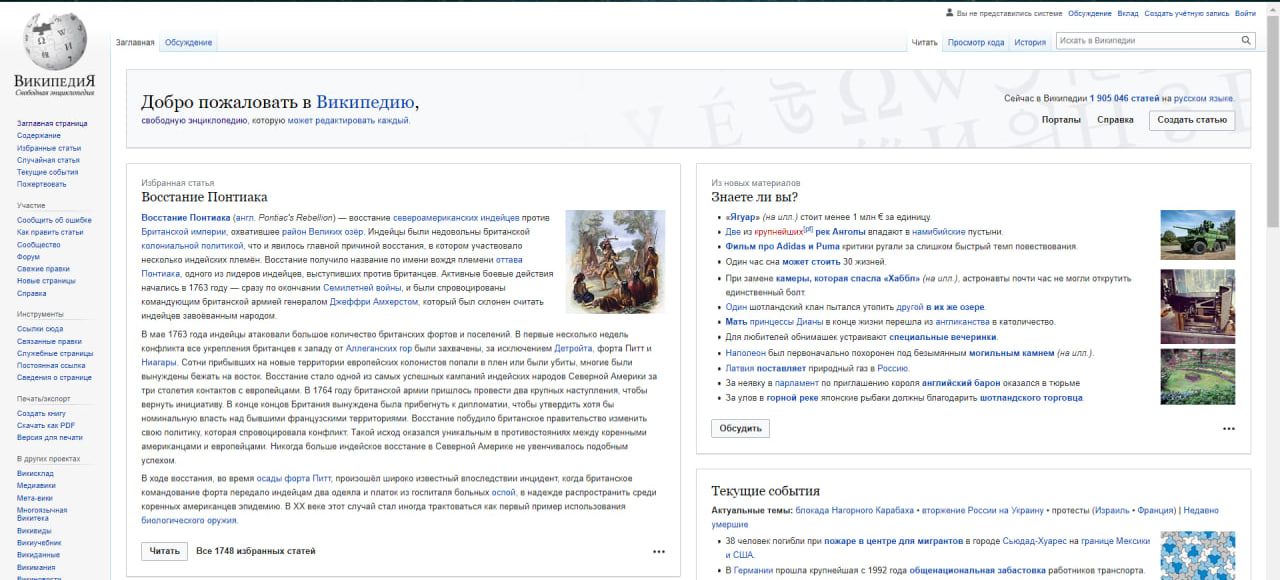 Вы не представились системе Обсуждение Вклад Создать учётную запись Войти
ВИКИПЕДИЯ
Свободная энциклопедия
Заглавная Обсуждение
Читать Просмотр кода История Искать в Википедии
Заглавная страница
Содержание
Избранные статьи
Случайная статья
Текущие события
Пожертвовать
Участие
Сообщить об ошибке
Как править статьи
Сообщество
Форум
Свежие правки
Новые страницы
Справка
Инструменты
Ссылки сюда
Связанные правки
Служебные страницы
Постоянная ссылка
Сведения о странице
Печать/экспорт
Создать книгу
Скачать как PDF
Версия для печати
В других проектах
Викисклад
Медиавики
Мета-вики
Многоязычная
Викитека
Викивиды
Викиучебник
Викиданные
Викимания
Викиновости
Добро пожаловать в Википедию,
свободную энциклопедию, которую может редактировать каждый.
Сейчас в Википедии 1 905 046 статей на русском языке.
Порталы Справка Создать статью
Избранная статья
Восстание Понтиака
Восстание Понтиака (англ. Pontiac's Rebellion) — восстание североамериканских индейцев против
Британской империи, охватившее район Великих озёр. Индейцы были недовольны британской
колониальной политикой, что и явилось главной причиной восстания, в котором участвовало
несколько индейских племён. Восстание получило название по имени вождя племени оттава
Понтиака, одного из лидеров индейцев, выступивших против британцев. Активные боевые действия
начались в 1763 году — сразу по окончании Семилетней войны, и были спровоцированы
командующим британской армией генералом Джеффри Амхерстом, который был склонен считать
индейцев завоёванным народом.
В мае 1763 года индейцы атаковали большое количество британских фортов и поселений. В первые несколько недель
конфликта все укрепления британцев к западу от Аллеганских гор были захвачены, за исключением Детройта, форта Питт и
Ниагары. Сотни прибывших на новые территории европейских колонистов попали в плен или были убиты, многие были
вынуждены бежать на восток. Восстание стало одной из самых успешных кампаний индейских народов Северной Америки за
три столетия контактов с европейцами. В 1764 году британской армии пришлось провести два крупных наступления, чтобы
вернуть инициативу. В конце концов Британия вынуждена была прибегнуть к дипломатии, чтобы утвердить хотя бы
номинальную власть над бывшими французскими территориями. Восстание побудило британское правительство изменить
свою политику, которая спровоцировала конфликт. Такой исход оказался уникальным в противостояниях между коренными
американцами и европейцами. Никогда больше индейское восстание в Северной Америке не увенчивалось подобным
успехом.
В ходе восстания, во время осады форта Питт, произошёл широко известный впоследствии инцидент, когда британское
командование форта передало индейцам два одеяла и платок из госпиталя больных оспой, в надежде распространить среди
коренных американцев эпидемию. В XX веке этот случай стал иногда трактоваться как первый пример использования
биологического оружия.
Читать Все 1748 избранных статей
Из новых материалов
Знаете ли вы?
«Ягуар» (на илл.) стоит менее 1 млн € за единицу.
Две из крупнейших[pt] рек Анголы впадают в намибийские пустыни.
Фильм про Adidas и Puma критики ругали за слишком быстрый темп повествования.
Один час сна может стоить 30 жизней.
При замене камеры, которая спасла «Хаббл» (на илл.), астронавты почти час не могли открутить
единственный болт.
Один шотландский клан пытался утопить другой в их же озере.
Мать принцессы Дианы в конце жизни перешла из англиканства в католичество.
Для любителей обнимашек устраивают специальные вечеринки.
Наполеон был первоначально похоронен под безымянным могильным камнем (на илл.).
Латвия поставляет природный газ в Россию.
За неявку в парламент по приглашению короля английский барон оказался в тюрьме
За улов в горной реке японские рыбаки должны благодарить шотландского торговца.
Обсудить
Текущие события
Актуальные темы: блокада Нагорного Карабаха • вторжение России на Украину • протесты (Израиль • Франция) | Недавно
умершие
38 человек погибли при пожаре в центре для мигрантов в городе Сьюдад-Хуарес на границе Мексики
и США.
В Германии прошла крупнейшая с 1992 года общенациональная забастовка работников транспорта.